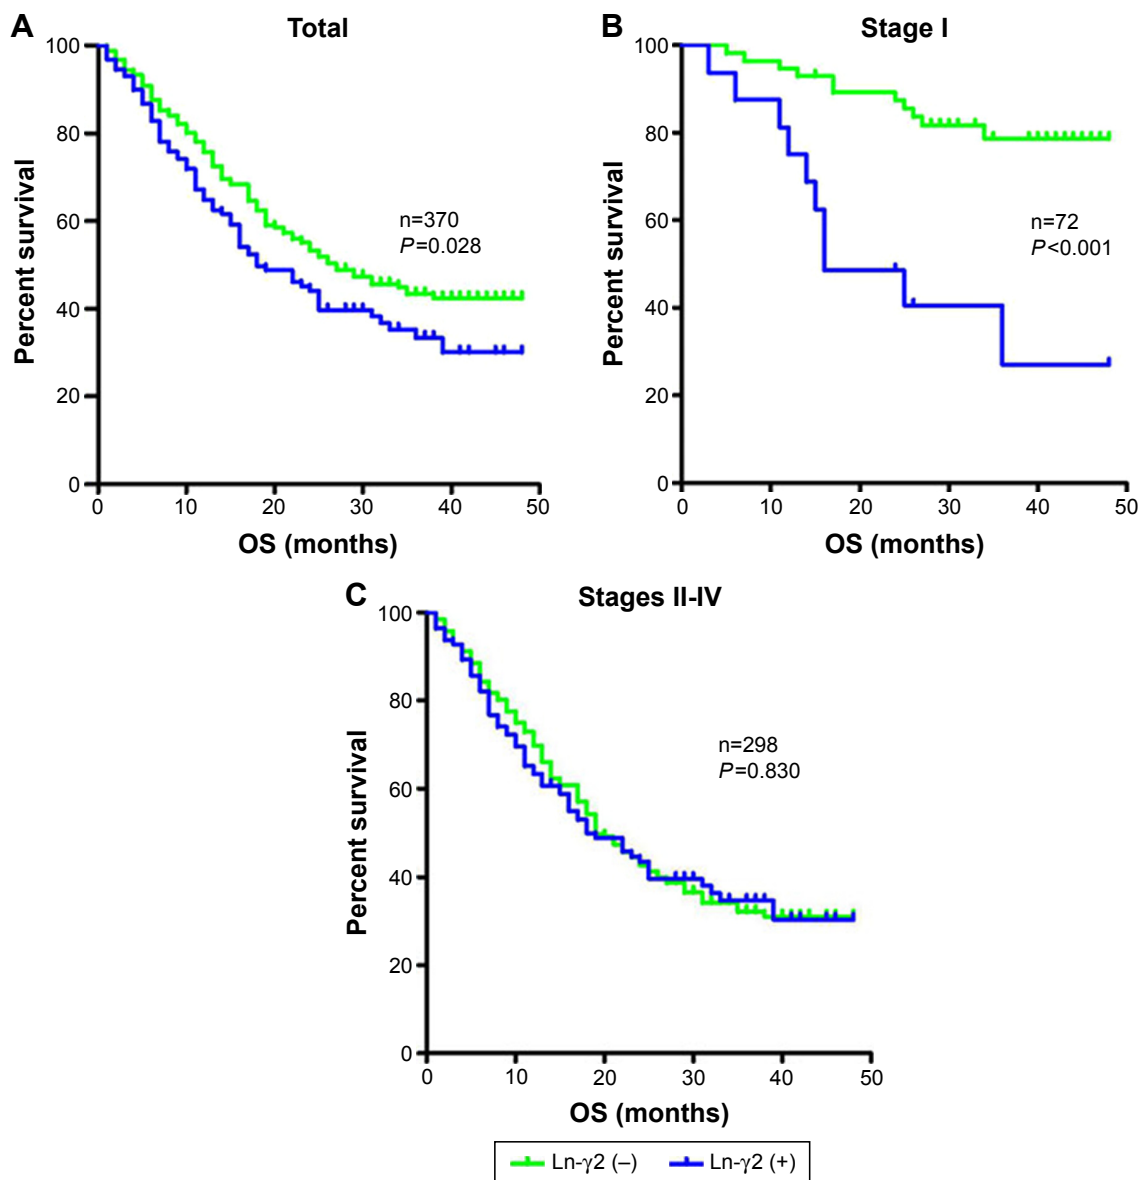 A
Total
100
80
60
40
20
0
Percent survival
n=370
P=0.028
0 10 20 30 40 50
OS (months)
B
Stage I
100
80
60
40
20
0
Percent survival
n=72
P<0.001
0 10 20 30 40 50
OS (months)
C
Stages II-IV
100
80
60
40
20
0
Percent survival
n=298
P=0.830
0 10 20 30 40 50
OS (months)
Ln-γ2 (–) Ln-γ2 (+)